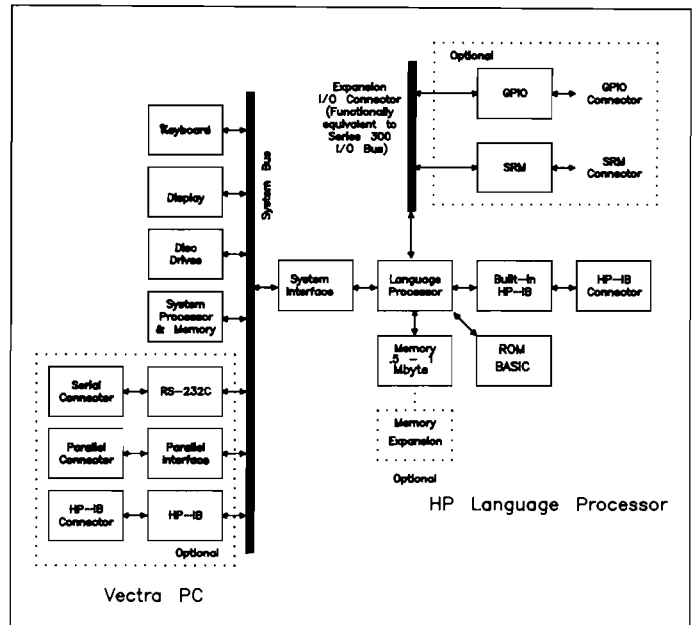 Optional
Expansion
I/O Connector
(Functionally
equivalent to
Series 300
I/O Bus)
GPIO
GPIO
Connector
SRM
SRM
Connector
Keyboard
Display
Disc
Drives
System
Processor
& Memory
System Bus
System
Interface
Language
Processor
Built-In
HP-IB
HP-IB
Connector
Memory
.5 - 1
Mbyte
ROM
BASIC
Memory
Expansion
Optional
HP Language Processor
Serial
Connector
RS-232C
Parallel
Connector
Parallel
Interface
HP-IB
Connector
HP-IB
Optional
Vectra PC